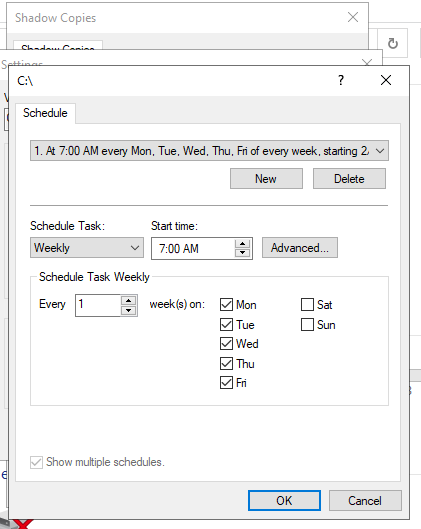 Shadow Copies
Shadow Copies
Settings
C:\
?
Schedule
1. At 7:00 AM every Mon, Tue, Wed, Thu, Fri of every week, starting 2/
New
Delete
Schedule Task:
Start time:
Weekly
7:00 AM
Advanced...
Schedule Task Weekly
Every
1
week(s) on:
Mon
Sat
Tue
Sun
Wed
Thu
Fri
Show multiple schedules.
OK
Cancel